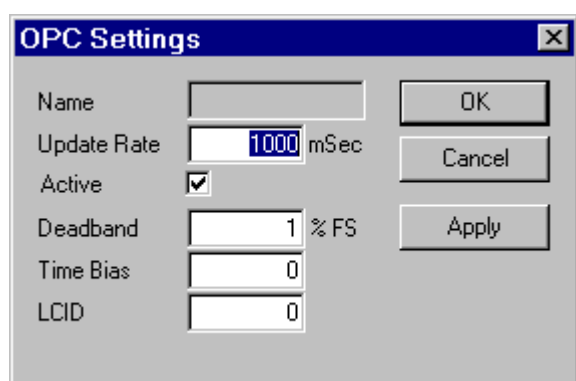 OPC Settings
Name
OK
Update Rate 1000 mSec
Cancel
Active
Deadband 1 % FS
Apply
Time Bias 0
LCID 0